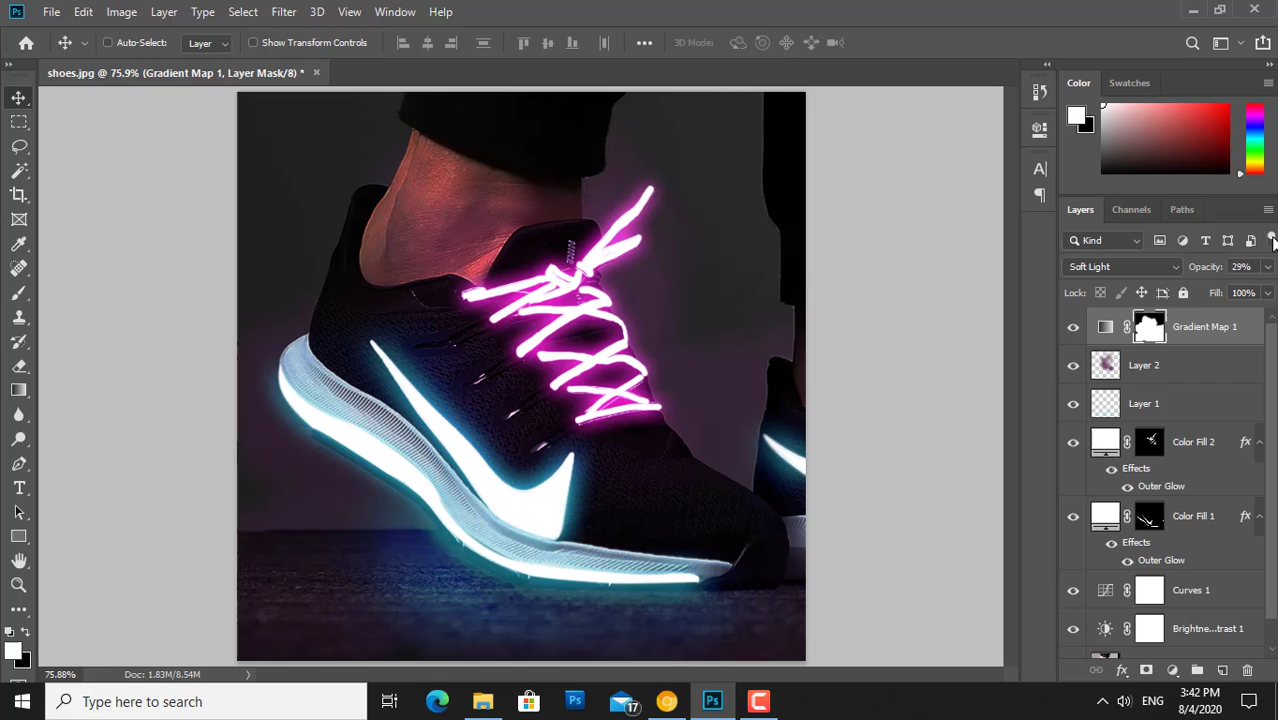 Ps File Edit Image Layer Type Select Filter 3D View Window Help
Auto-Select: Layer Show Transform Controls 3D Mode:
shoes.jpg @ 75.9% (Gradient Map 1, Layer Mask/8) * ×
Color Swatches
Layers Channels Paths
Kind
Soft Light Opacity: 29%
Lock: Fill: 100%
Gradient Map 1
Layer 2
Layer 1
Color Fill 2 fx
Effects
Outer Glow
Color Fill 1 fx
Effects
Outer Glow
Curves 1
Brightne...trast 1
75.88% Doc: 1.83M/8.54M
Type here to search
Ps 17 Ps ENG 3:42 PM
8/4/2020